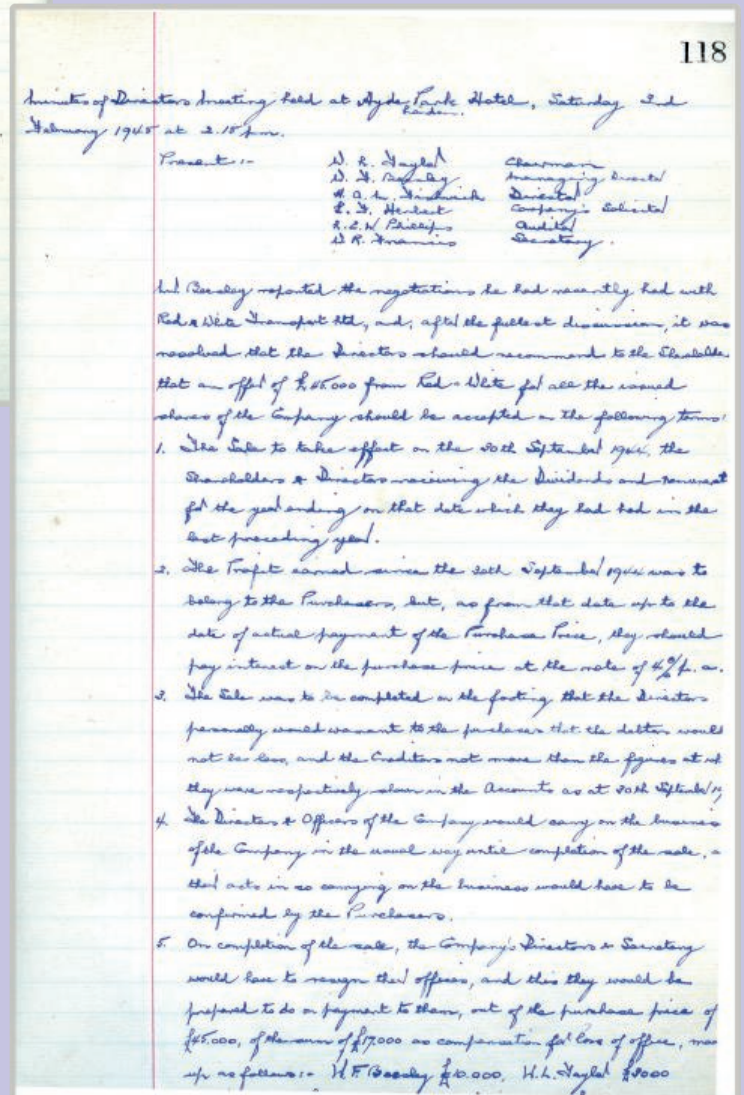 118
Minutes of Directors Meeting held at Hyde Park Hotel, Saturday 3rd
London.
February 1945 at 2.15 pm.
Present :- W. L. Taylor Chairman
W. F. Beesley Managing Director
H. A. L. Fishwick Director
E. F. Herbert Company's Solicitor
R. E. W Phillips Auditor
W R. Francis Secretary.
Mr Beesley reported the negotiations he had recently had with
Red & White Transport Ltd, and, after the fullest discussion, it was
resolved that the Directors should recommend to the Shareholde
that an offer of £45,000 from Red & White for all the issued
shares of the Company should be accepted on the following terms:
1. The Sale to take effect on the 30th September 1944, the
Shareholders & Directors receiving the Dividends and remunerat
for the year ending on that date which they had had in the
last preceding year.
2. The Profit earned since the 30th September 1944 was to
belong to the Purchasers, but, as from that date up to the
date of actual payment of the Purchase Price, they should
pay interest on the purchase price at the rate of 4% p. a.
3. The Sale was to be completed on the footing that the Directors
personally would warrant to the purchasers that the debtors would
not be less, and the Creditors not more than the figures at wh
they were respectively shown in the Accounts as at 30th September 19
4. The Directors & Officers of the Company would carry on the business
of the Company in the usual way until completion of the sale, a
their acts in so carrying on the business would have to be
confirmed by the Purchasers.
5. On completion of the sale, the Company's Directors & Secretary
would have to resign their offices, and this they would be
prepared to do on payment to them, out of the purchase price of
£45,000, of the sum of £17,000 as compensation for loss of office, mad
up as follows :- W.F. Beesley £10,000. W.L. Taylor £3000